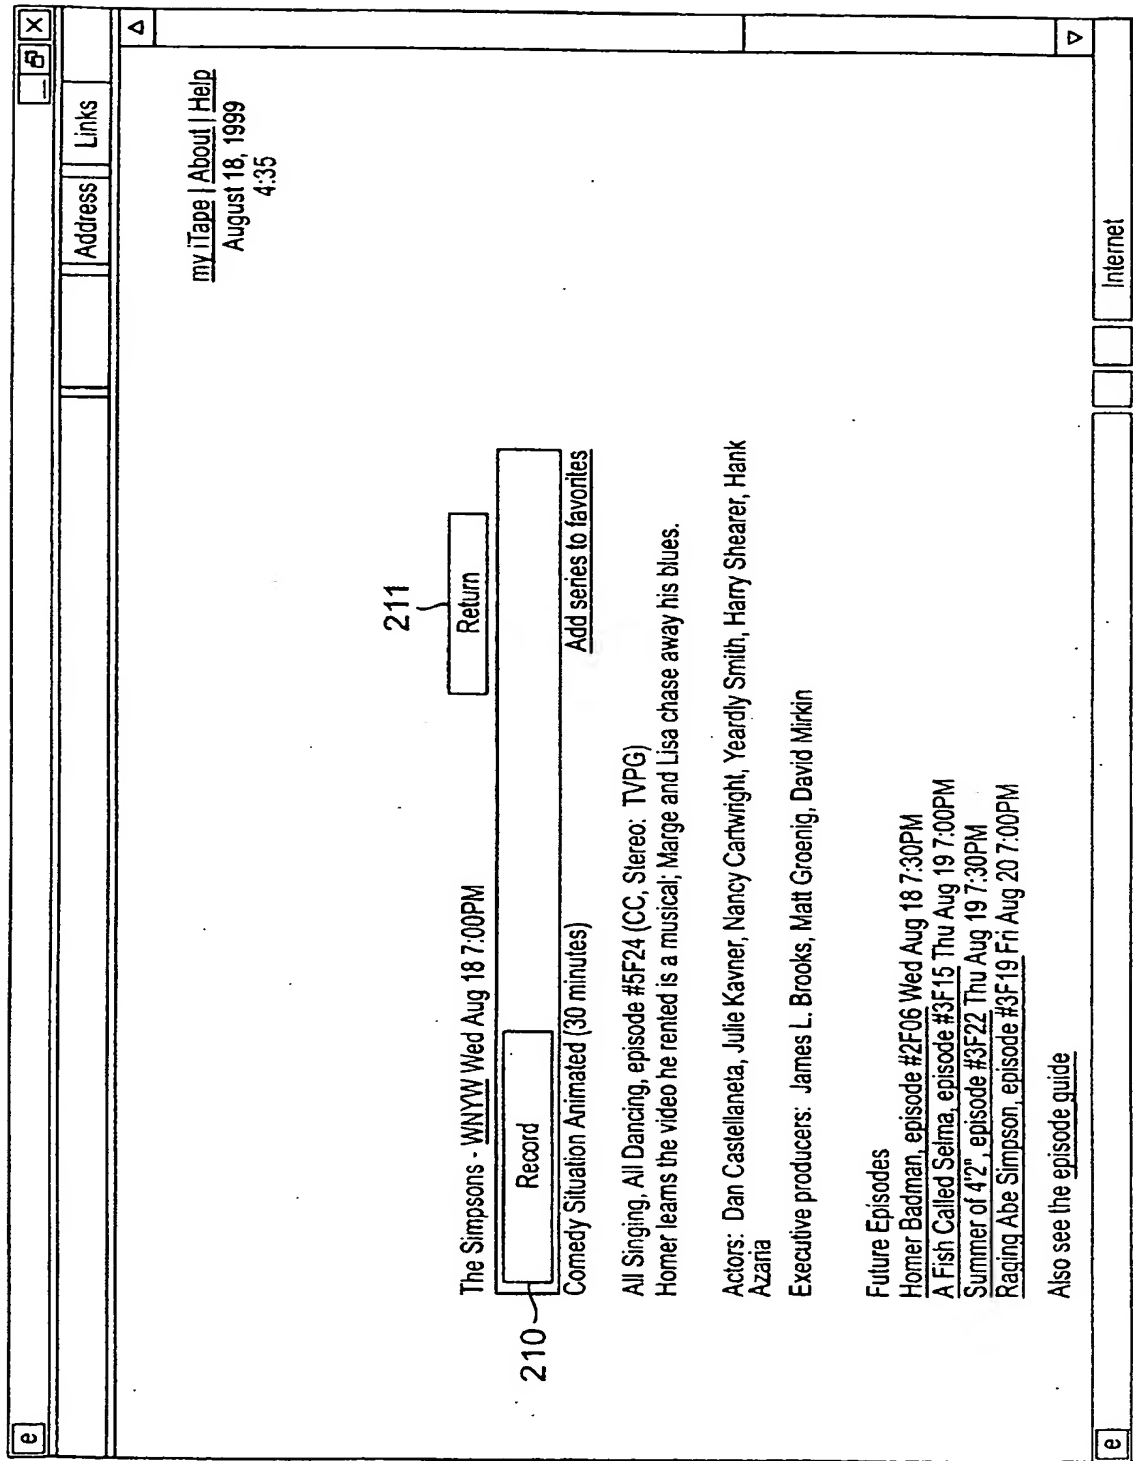 e
Address Links
my iTape | About | Help
August 18, 1999
4:35
211
Return
The Simpsons - WNYW Wed Aug 18 7:00PM
210
Record
Comedy Situation Animated (30 minutes)
Add series to favorites
All Singing, All Dancing, episode #5F24 (CC, Stereo: TVPG)
Homer learns the video he rented is a musical; Marge and Lisa chase away his blues.
Actors: Dan Castellaneta, Julie Kavner, Nancy Cartwright, Yeardly Smith, Harry Shearer, Hank
Azaria
Executive producers: James L. Brooks, Matt Groenig, David Mirkin
Future Episodes
Homer Badman, episode #2F06 Wed Aug 18 7:30PM
A Fish Called Selma, episode #3F15 Thu Aug 19 7:00PM
Summer of 4'2", episode #3F22 Thu Aug 19 7:30PM
Raging Abe Simpson, episode #3F19 Fri Aug 20 7:00PM
Also see the episode guide
e
Internet